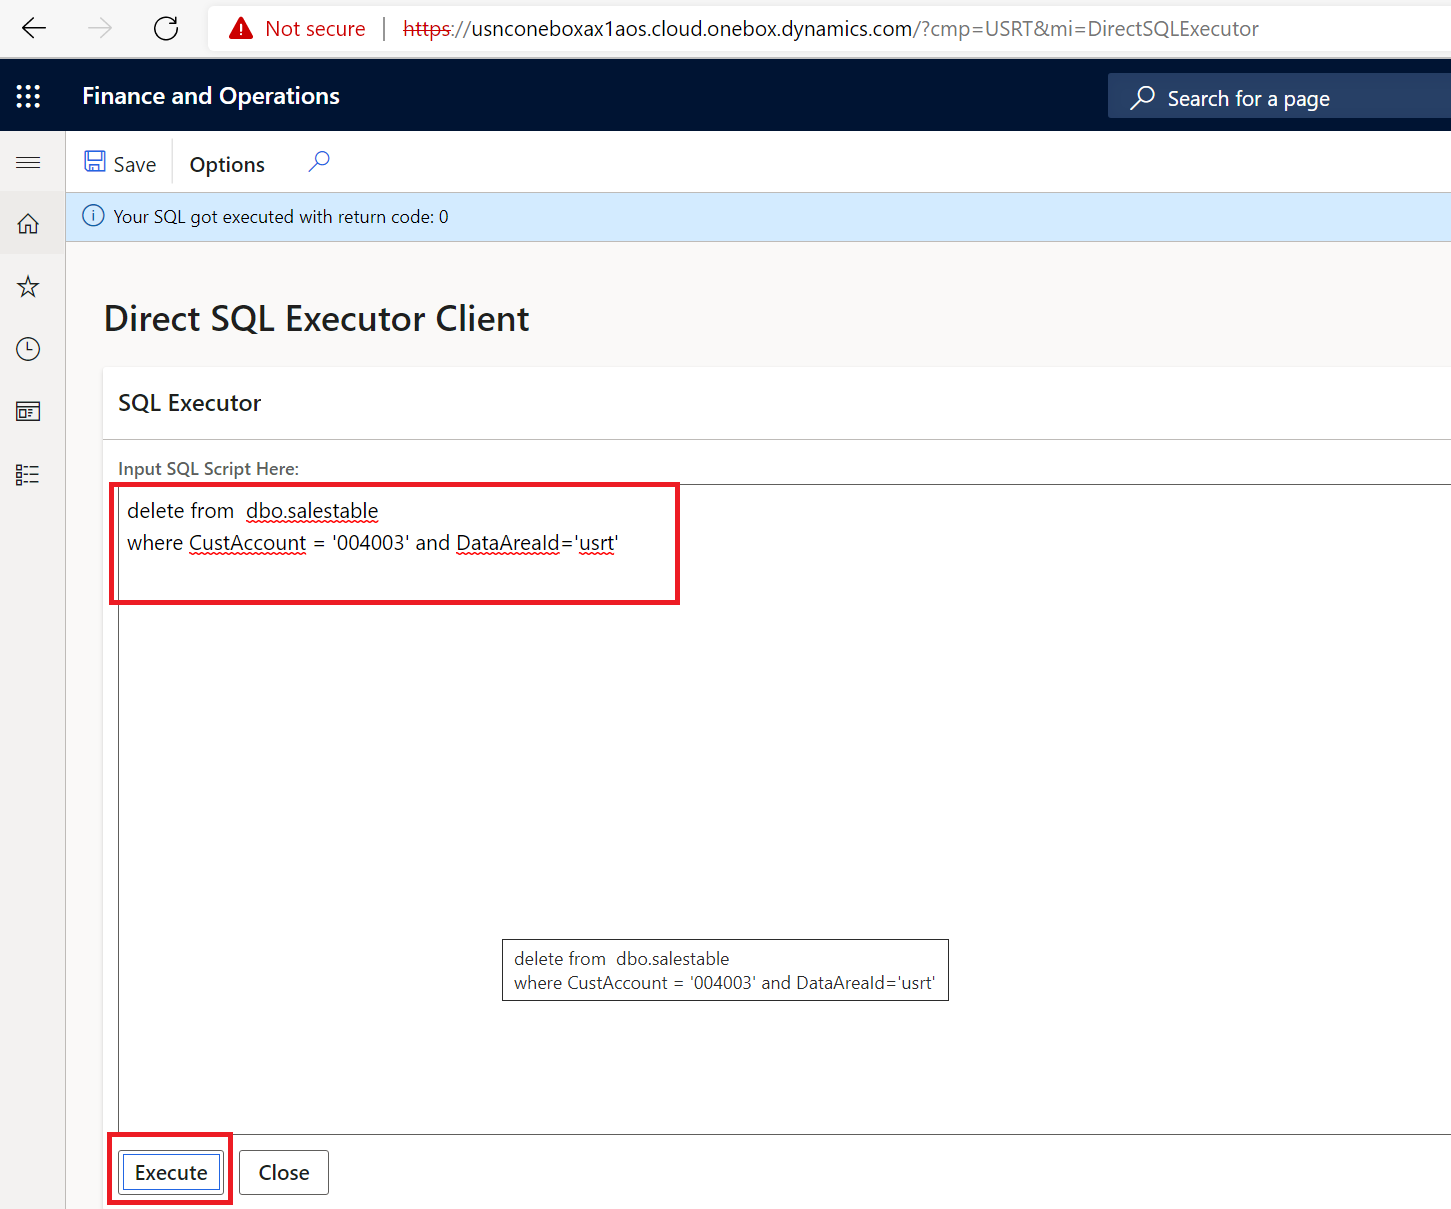 Not secure | https://usnconeboxax1aos.cloud.onebox.dynamics.com/?cmp=USRT&mi=DirectSQLExecutor
Finance and Operations
Search for a page
Save
Options
Your SQL got executed with return code: 0
Direct SQL Executor Client
SQL Executor
Input SQL Script Here:
delete from  dbo.salestable
where CustAccount = '004003' and DataAreaId='usrt'
delete from  dbo.salestable
where CustAccount = '004003' and DataAreaId='usrt'
Execute
Close